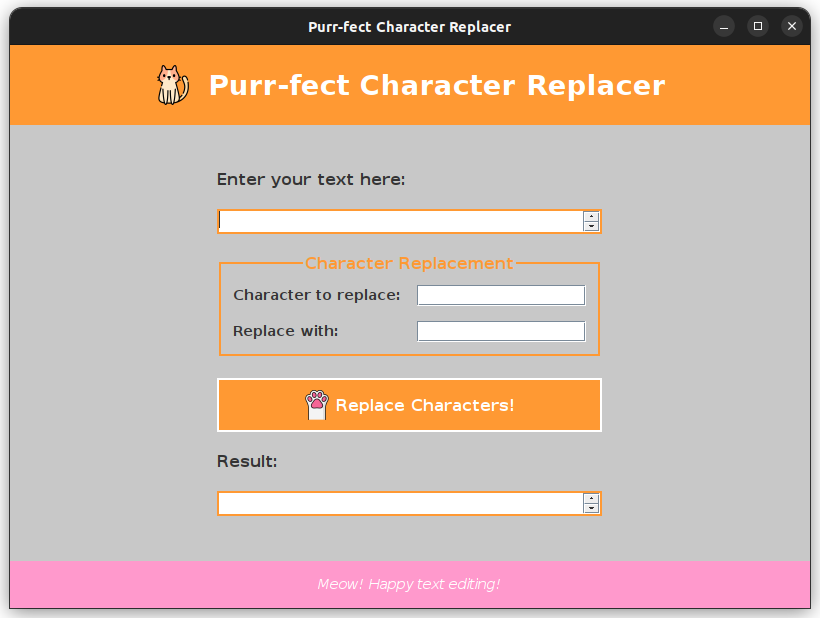 Purr-fect Character Replacer
Purr-fect Character Replacer
Enter your text here:
Character Replacement
Character to replace:
Replace with:
Replace Characters!
Result:
Meow! Happy text editing!